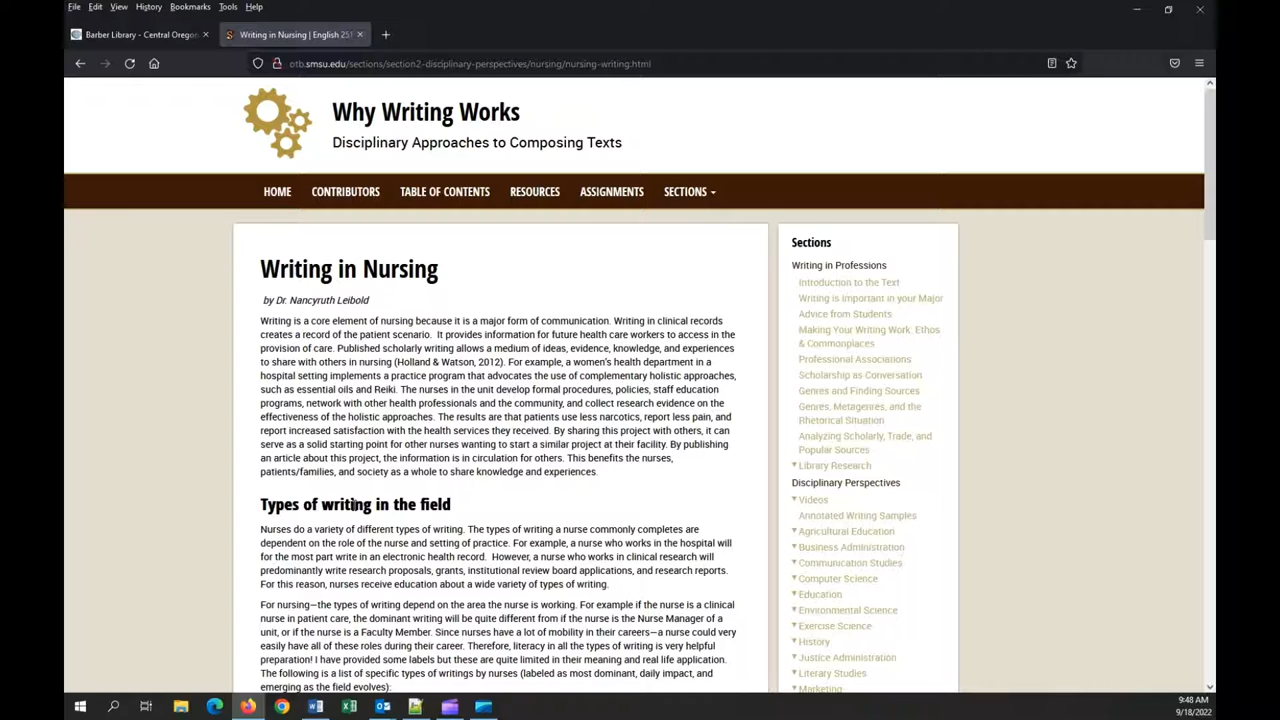 File Edit View History Bookmarks Tools Help
Barber Library - Central Oregon
Writing in Nursing | English 251
otb.smsu.edu/sections/section2-disciplinary-perspectives/nursing/nursing-writing.html
Why Writing Works
Disciplinary Approaches to Composing Texts
HOME CONTRIBUTORS TABLE OF CONTENTS RESOURCES ASSIGNMENTS SECTIONS
Writing in Nursing
by Dr. Nancyruth Leibold
Writing is a core element of nursing because it is a major form of communication. Writing in clinical records
creates a record of the patient scenario. It provides information for future health care workers to access in the
provision of care. Published scholarly writing allows a medium of ideas, evidence, knowledge, and experiences
to share with others in nursing (Holland & Watson, 2012). For example, a women's health department in a
hospital setting implements a practice program that advocates the use of complementary holistic approaches,
such as essential oils and Reiki. The nurses in the unit develop formal procedures, policies, staff education
programs, network with other health professionals and the community, and collect research evidence on the
effectiveness of the holistic approaches. The results are that patients use less narcotics, report less pain, and
report increased satisfaction with the health services they received. By sharing this project with others, it can
serve as a solid starting point for other nurses wanting to start a similar project at their facility. By publishing
an article about this project, the information is in circulation for others. This benefits the nurses,
patients/families, and society as a whole to share knowledge and experiences.
Types of writing in the field
Nurses do a variety of different types of writing. The types of writing a nurse commonly completes are
dependent on the role of the nurse and setting of practice. For example, a nurse who works in the hospital will
for the most part write in an electronic health record. However, a nurse who works in clinical research will
predominantly write research proposals, grants, institutional review board applications, and research reports.
For this reason, nurses receive education about a wide variety of types of writing.
For nursing—the types of writing depend on the area the nurse is working. For example if the nurse is a clinical
nurse in patient care, the dominant writing will be quite different from if the nurse is the Nurse Manager of a
unit, or if the nurse is a Faculty Member. Since nurses have a lot of mobility in their careers—a nurse could very
easily have all of these roles during their career. Therefore, literacy in all the types of writing is very helpful
preparation! I have provided some labels but these are quite limited in their meaning and real life application.
The following is a list of specific types of writings by nurses (labeled as most dominant, daily impact, and
emerging as the field evolves):
Sections
Writing in Professions
Introduction to the Text
Writing is Important in your Major
Advice from Students
Making Your Writing Work: Ethos
& Commonplaces
Professional Associations
Scholarship as Conversation
Genres and Finding Sources
Genres, Metagenres, and the
Rhetorical Situation
Analyzing Scholarly, Trade, and
Popular Sources
Library Research
Disciplinary Perspectives
Videos
Annotated Writing Samples
Agricultural Education
Business Administration
Communication Studies
Computer Science
Education
Environmental Science
Exercise Science
History
Justice Administration
Literary Studies
Marketing
9:48 AM
9/18/2022